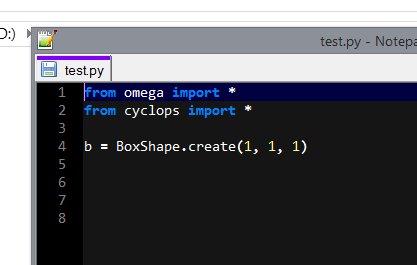 D:)
test.py - Notepa
test.py
1 from omega import *
2 from cyclops import *
3
4 b = BoxShape.create(1, 1, 1)
5
6
7
8